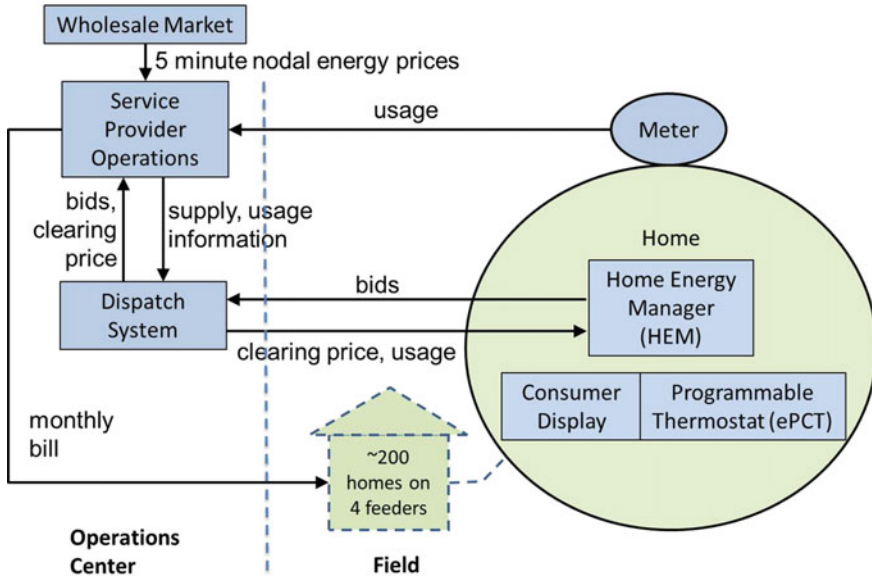 Wholesale Market
5 minute nodal energy prices
Service
Provider
Operations
usage
Meter
bids,
clearing
price
supply, usage
information
Home
Dispatch
System
bids
Home Energy
Manager
(HEM)
clearing price, usage
Consumer
Display
Programmable
Thermostat (ePCT)
monthly
bill
~200
homes on
4 feeders
Operations
Center
Field